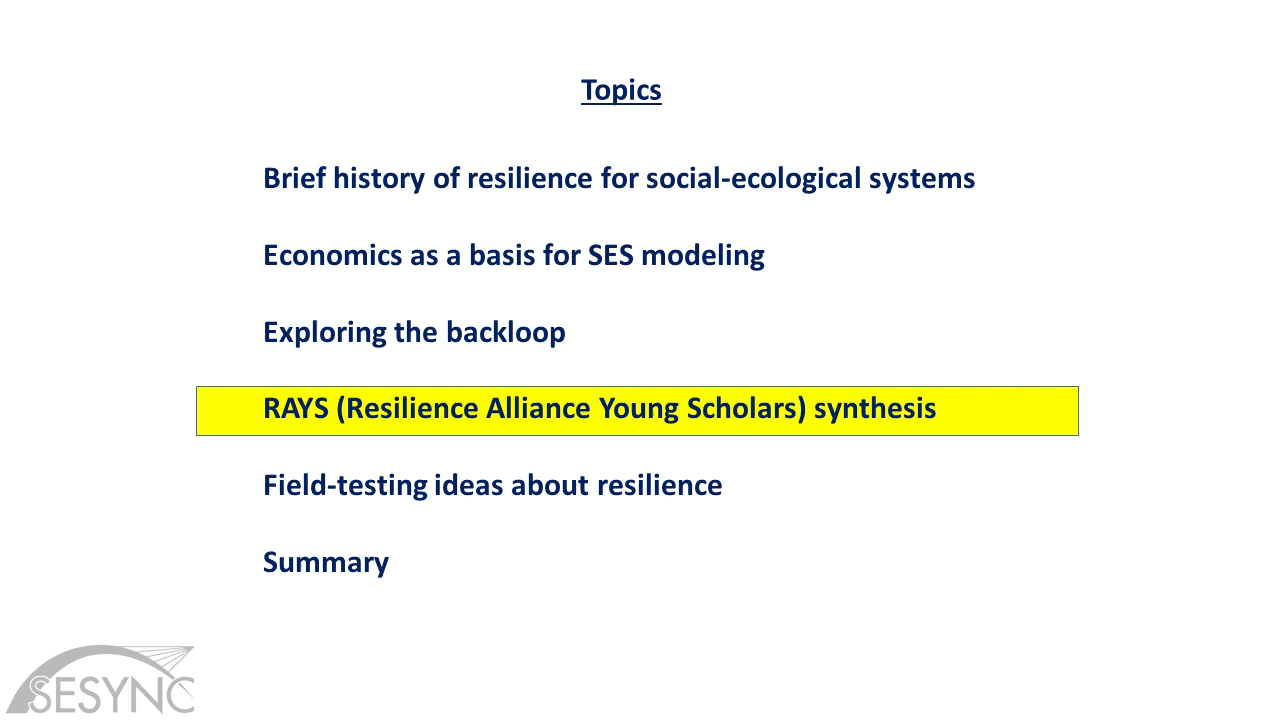 Topics
Brief history of resilience for social-ecological systems
Economics as a basis for SES modeling
Exploring the backloop
RAYS (Resilience Alliance Young Scholars) synthesis
Field-testing ideas about resilience
Summary
SESYNC